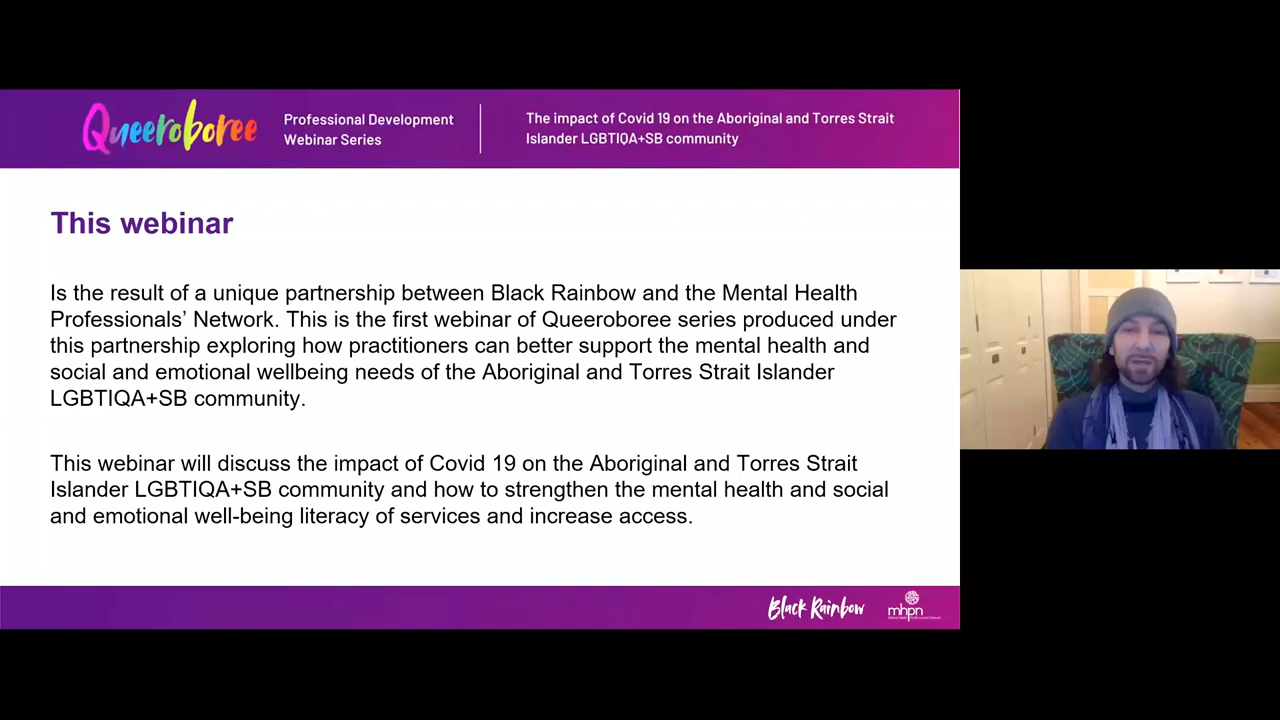 Queeroboree
Professional Development
Webinar Series
The impact of Covid 19 on the Aboriginal and Torres Strait
Islander LGBTIQA+SB community
This webinar
Is the result of a unique partnership between Black Rainbow and the Mental Health
Professionals’ Network. This is the first webinar of Queeroboree series produced under
this partnership exploring how practitioners can better support the mental health and
social and emotional wellbeing needs of the Aboriginal and Torres Strait Islander
LGBTIQA+SB community.
This webinar will discuss the impact of Covid 19 on the Aboriginal and Torres Strait
Islander LGBTIQA+SB community and how to strengthen the mental health and social
and emotional well-being literacy of services and increase access.
Black Rainbow
mhpn